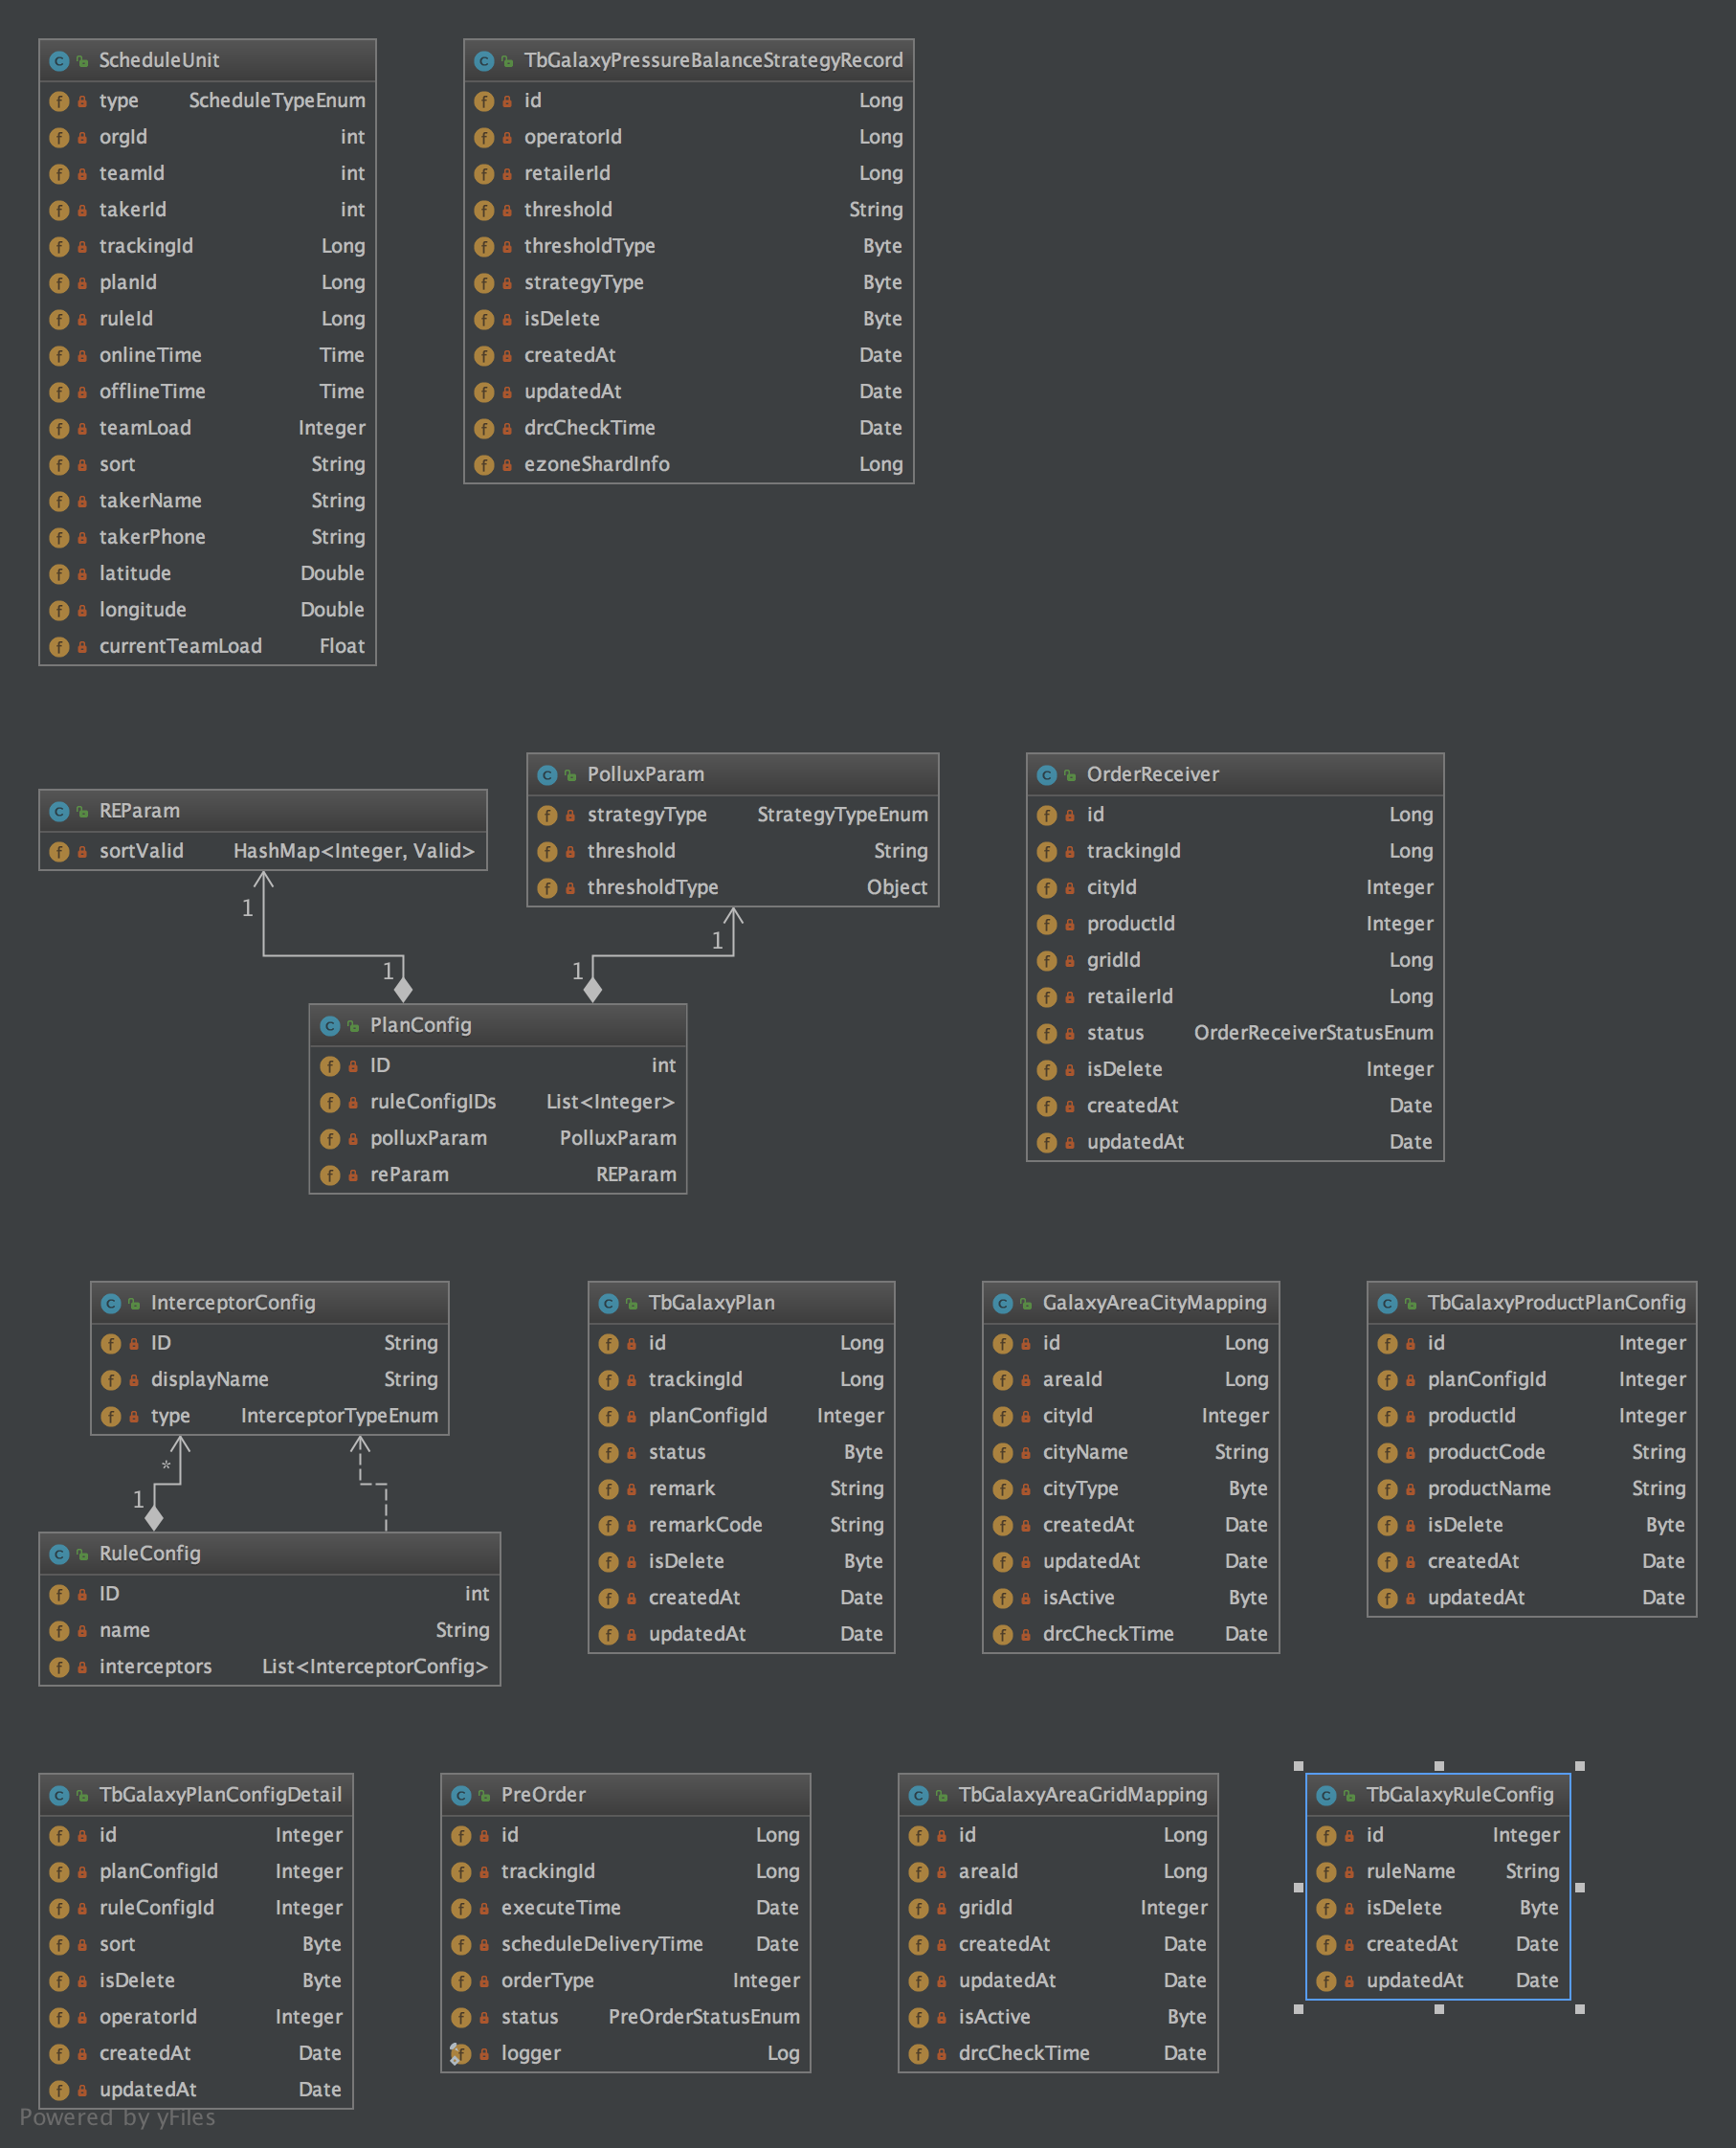 ScheduleUnit
type ScheduleTypeEnum
orgId int
teamId int
takerId int
trackingId Long
planId Long
ruleId Long
onlineTime Time
offlineTime Time
teamLoad Integer
sort String
takerName String
takerPhone String
latitude Double
longitude Double
currentTeamLoad Float
TbGalaxyPressureBalanceStrategyRecord
id Long
operatorId Long
retailerId Long
threshold String
thresholdType Byte
strategyType Byte
isDelete Byte
createdAt Date
updatedAt Date
drcCheckTime Date
ezoneShardInfo Long
REParam
sortValid HashMap<Integer, Valid>
PolluxParam
strategyType StrategyTypeEnum
threshold String
thresholdType Object
OrderReceiver
id Long
trackingId Long
cityId Integer
productId Integer
gridId Long
retailerId Long
status OrderReceiverStatusEnum
isDelete Integer
createdAt Date
updatedAt Date
1
1
1
1
PlanConfig
ID int
ruleConfigIDs List<Integer>
polluxParam PolluxParam
reParam REParam
InterceptorConfig
ID String
displayName String
type InterceptorTypeEnum
*
1
RuleConfig
ID int
name String
interceptors List<InterceptorConfig>
TbGalaxyPlan
id Long
trackingId Long
planConfigId Integer
status Byte
remark String
remarkCode String
isDelete Byte
createdAt Date
updatedAt Date
GalaxyAreaCityMapping
id Long
areaId Long
cityId Integer
cityName String
cityType Byte
createdAt Date
updatedAt Date
isActive Byte
drcCheckTime Date
TbGalaxyProductPlanConfig
id Integer
planConfigId Integer
productId Integer
productCode String
productName String
isDelete Byte
createdAt Date
updatedAt Date
TbGalaxyPlanConfigDetail
id Integer
planConfigId Integer
ruleConfigId Integer
sort Byte
isDelete Byte
operatorId Integer
createdAt Date
updatedAt Date
PreOrder
id Long
trackingId Long
executeTime Date
scheduleDeliveryTime Date
orderType Integer
status PreOrderStatusEnum
logger Log
TbGalaxyAreaGridMapping
id Long
areaId Long
gridId Integer
createdAt Date
updatedAt Date
isActive Byte
drcCheckTime Date
TbGalaxyRuleConfig
id Integer
ruleName String
isDelete Byte
createdAt Date
updatedAt Date
Powered by yFiles